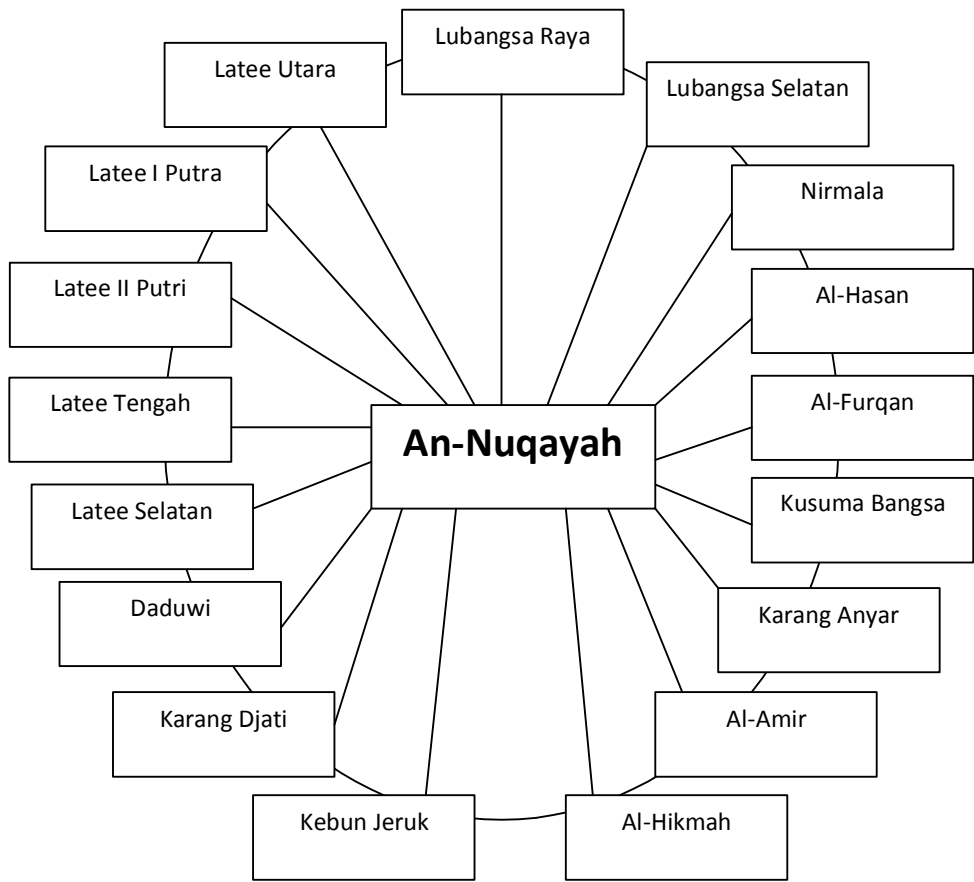 Lubangsa Raya
Latee Utara
Lubangsa Selatan
Latee I Putra
Nirmala
Latee II Putri
Al-Hasan
Latee Tengah
Al-Furqan
An-Nuqayah
Latee Selatan
Kusuma Bangsa
Daduwi
Karang Anyar
Karang Djati
Al-Amir
Kebun Jeruk
Al-Hikmah